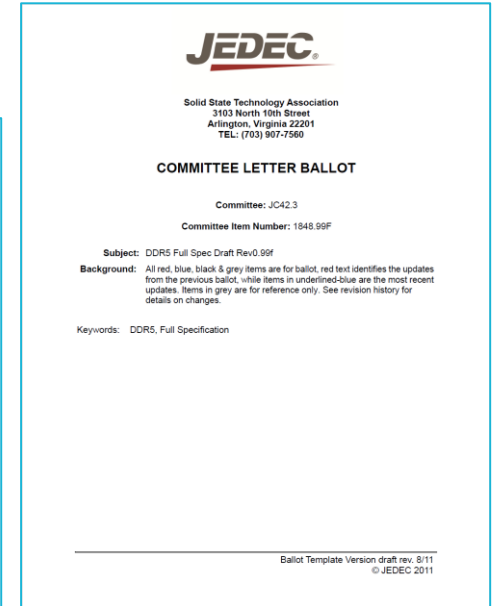 JEDEC®
Solid State Technology Association
3103 North 10th Street
Arlington, Virginia 22201
TEL: (703) 907-7560
COMMITTEE LETTER BALLOT
Committee: JC42.3
Committee Item Number: 1848.99F
Subject: DDR5 Full Spec Draft Rev0.99f
Background: All red, blue, black & grey items are for ballot, red text identifies the updates
from the previous ballot, while items in underlined-blue are the most recent
updates. Items in grey are for reference only. See revision history for
details on changes.
Keywords: DDR5, Full Specification
Ballot Template Version draft rev. 8/11
© JEDEC 2011